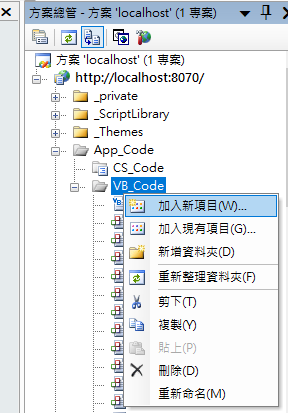 方案總管 - 方案 'localhost' (1 專案)
方案 'localhost' (1 專案)
http://localhost:8070/
_private
_ScriptLibrary
_Themes
App_Code
CS_Code
VB_Code
加入新項目(W)...
加入現有項目(G)...
新增資料夾(D)
重新整理資料夾(F)
剪下(T)
複製(Y)
貼上(P)
刪除(D)
重新命名(M)